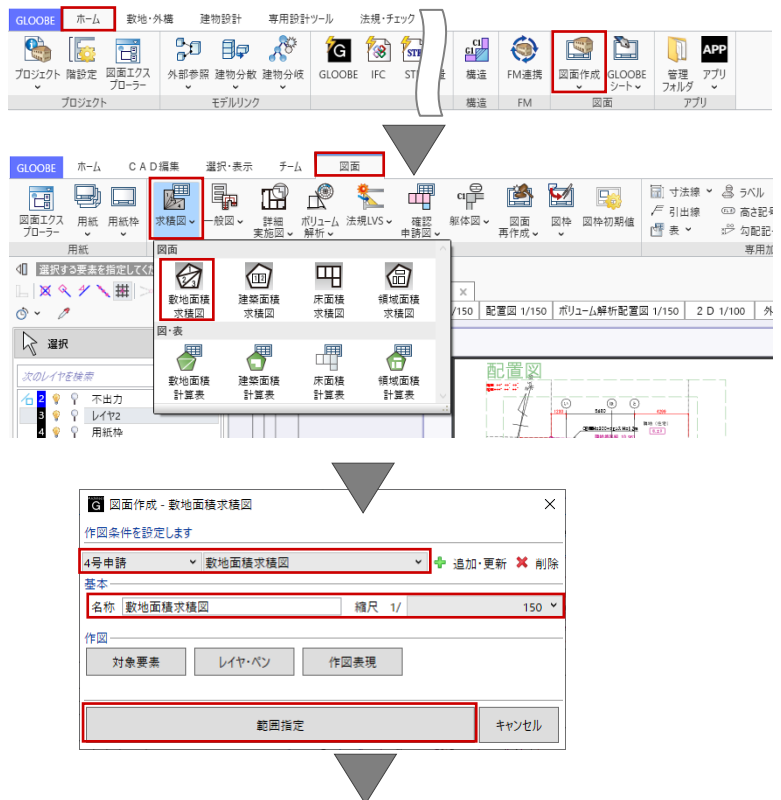 GLOOBE ホーム 敷地・外構 建物設計 専用設計ツール 法規・チェック
プロジェクト 階設定 図面エクス 外部参照 建物分散 建物分岐 GLOOBE IFC 構造 FM連携 図面作成 GLOOBE 管理 アプリ
プローラー シート フォルダ
プロジェクト モデルリンク 構造 FM 図面 アプリ
GLOOBE ホーム CAD編集 選択・表示 チーム 図面
図面エクス 用紙 用紙枠 求積図 一般図 詳細 ボリューム 法規LVS 確認 躯体図 図面 図枠 図枠初期値 寸法線 ラベル
プローラー 実施図 解析 申請図 再作成 引出線 高さ記号
表 勾配記
用紙 図面 専用加
選択する要素を指定してくだ
敷地面積 建築面積 床面積 領域面積
求積図 求積図 求積図 求積図
/150 配置図 1/150 ボリューム解析配置図 1/150 2 D 1/100 外
選択
図・表
次のレイヤを検索
敷地面積 建築面積 床面積 領域面積
計算表 計算表 計算表 計算表
配置図
2 不出力
3 レイヤ2
4 用紙枠
図面作成 - 敷地面積求積図
作図条件を設定します
4号申請 敷地面積求積図 追加・更新 削除
基本
名称 敷地面積求積図 縮尺 1/ 150
作図
対象要素 レイヤ・ペン 作図表現
範囲指定 キャンセル